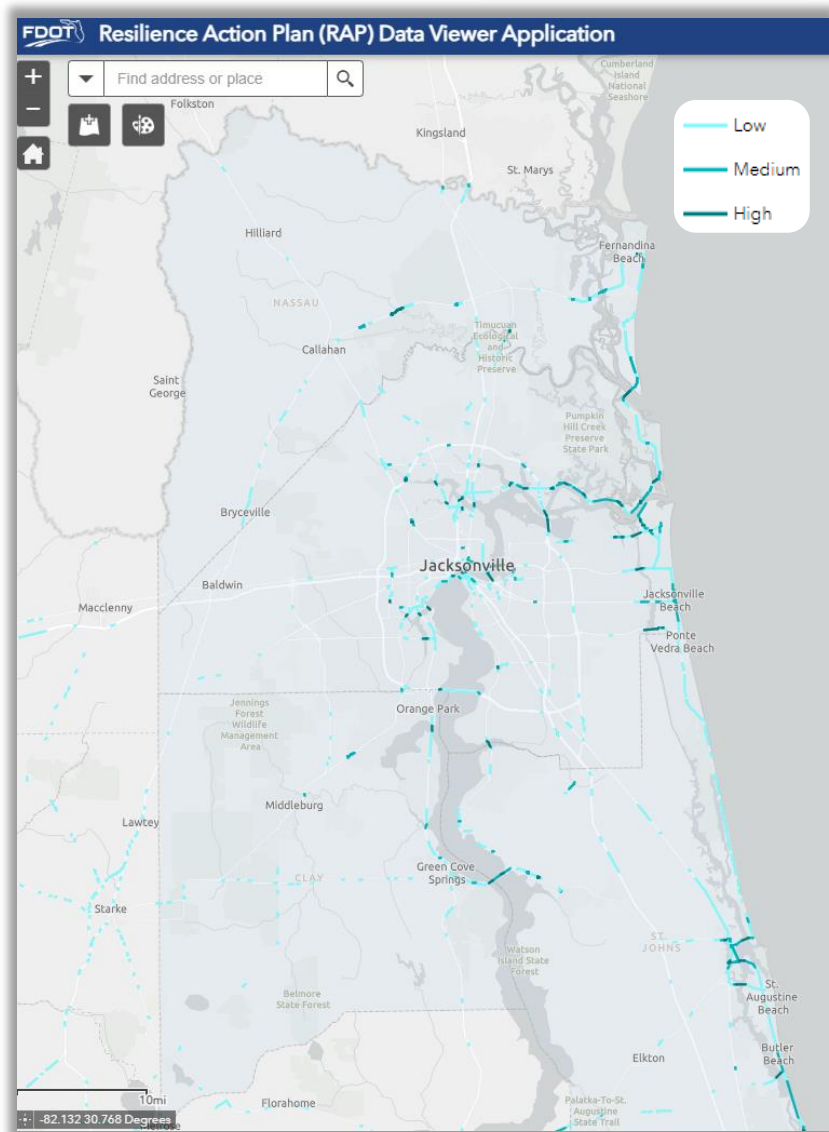 FDOT Resilience Action Plan (RAP) Data Viewer Application
+
Find address or place
−
Cumberland
Island
National
Seashore
Folkston
Kingsland
St. Marys
Low
Medium
High
Hilliard
Fernandina
Beach
NASSAU
Callahan
Timucuan
Ecological
and
Historic
Preserve
Saint
George
Pumpkin
Hill Creek
Preserve
State Park
Bryceville
Jacksonville
Baldwin
Macclenny
Jacksonville
Beach
Ponte
Vedra Beach
Jennings
Forest
Wildlife
Management
Area
Orange Park
Middleburg
Lawtey
Green Cove
Springs
CLAY
Starke
ST.
JOHNS
Watson
Island State
Forest
St.
Augustine
Beach
Belmore
State Forest
Butler
Beach
Elkton
10mi
Florahome
Palatka-To-St.
Augustine
State Trail
-82.132 30.768 Degrees